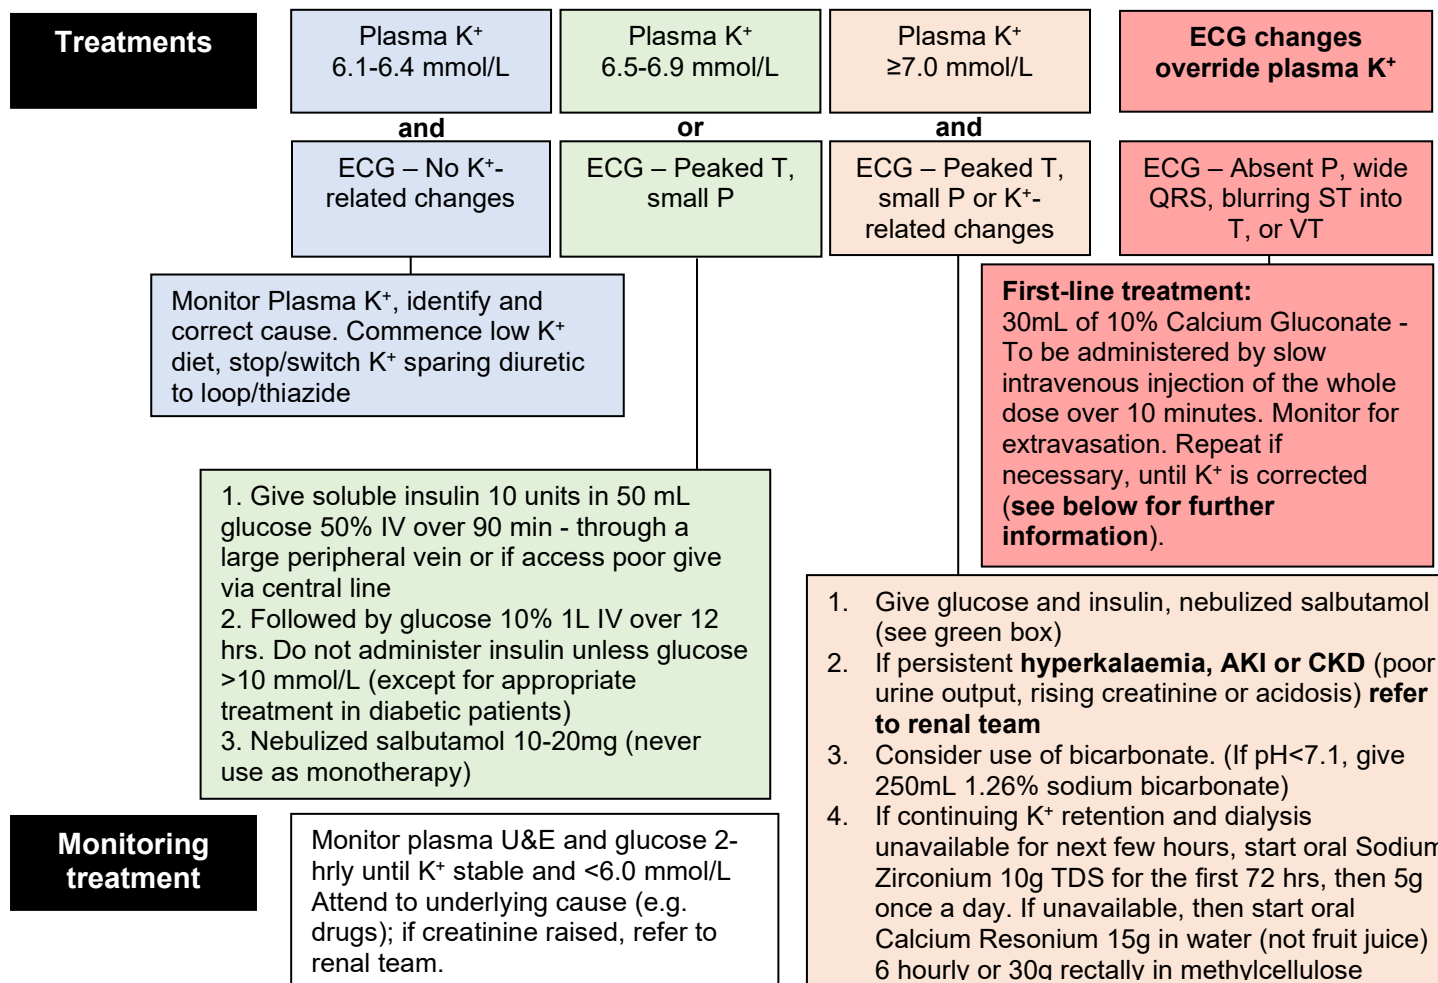 Treatments
Plasma K⁺
6.1-6.4 mmol/L
Plasma K⁺
6.5-6.9 mmol/L
Plasma K⁺
≥7.0 mmol/L
ECG changes
override plasma K⁺
and
or
and
ECG – No K⁺-
related changes
ECG – Peaked T,
small P
ECG – Peaked T,
small P or K⁺-
related changes
ECG – Absent P, wide
QRS, blurring ST into
T, or VT
Monitor Plasma K⁺, identify and
correct cause. Commence low K⁺
diet, stop/switch K⁺ sparing diuretic
to loop/thiazide
First-line treatment:
30mL of 10% Calcium Gluconate -
To be administered by slow
intravenous injection of the whole
dose over 10 minutes. Monitor for
extravasation. Repeat if
necessary, until K⁺ is corrected
(see below for further
information).
1. Give soluble insulin 10 units in 50 mL
glucose 50% IV over 90 min - through a
large peripheral vein or if access poor give
via central line
2. Followed by glucose 10% 1L IV over 12
hrs. Do not administer insulin unless glucose
>10 mmol/L (except for appropriate
treatment in diabetic patients)
3. Nebulized salbutamol 10-20mg (never
use as monotherapy)
1. Give glucose and insulin, nebulized salbutamol
(see green box)
2. If persistent hyperkalaemia, AKI or CKD (poor
urine output, rising creatinine or acidosis) refer
to renal team
3. Consider use of bicarbonate. (If pH<7.1, give
250mL 1.26% sodium bicarbonate)
4. If continuing K⁺ retention and dialysis
unavailable for next few hours, start oral Sodium
Zirconium 10g TDS for the first 72 hrs, then 5g
once a day. If unavailable, then start oral
Calcium Resonium 15g in water (not fruit juice)
6 hourly or 30g rectally in methylcellulose
Monitoring
treatment
Monitor plasma U&E and glucose 2-
hrly until K⁺ stable and <6.0 mmol/L
Attend to underlying cause (e.g.
drugs); if creatinine raised, refer to
renal team.